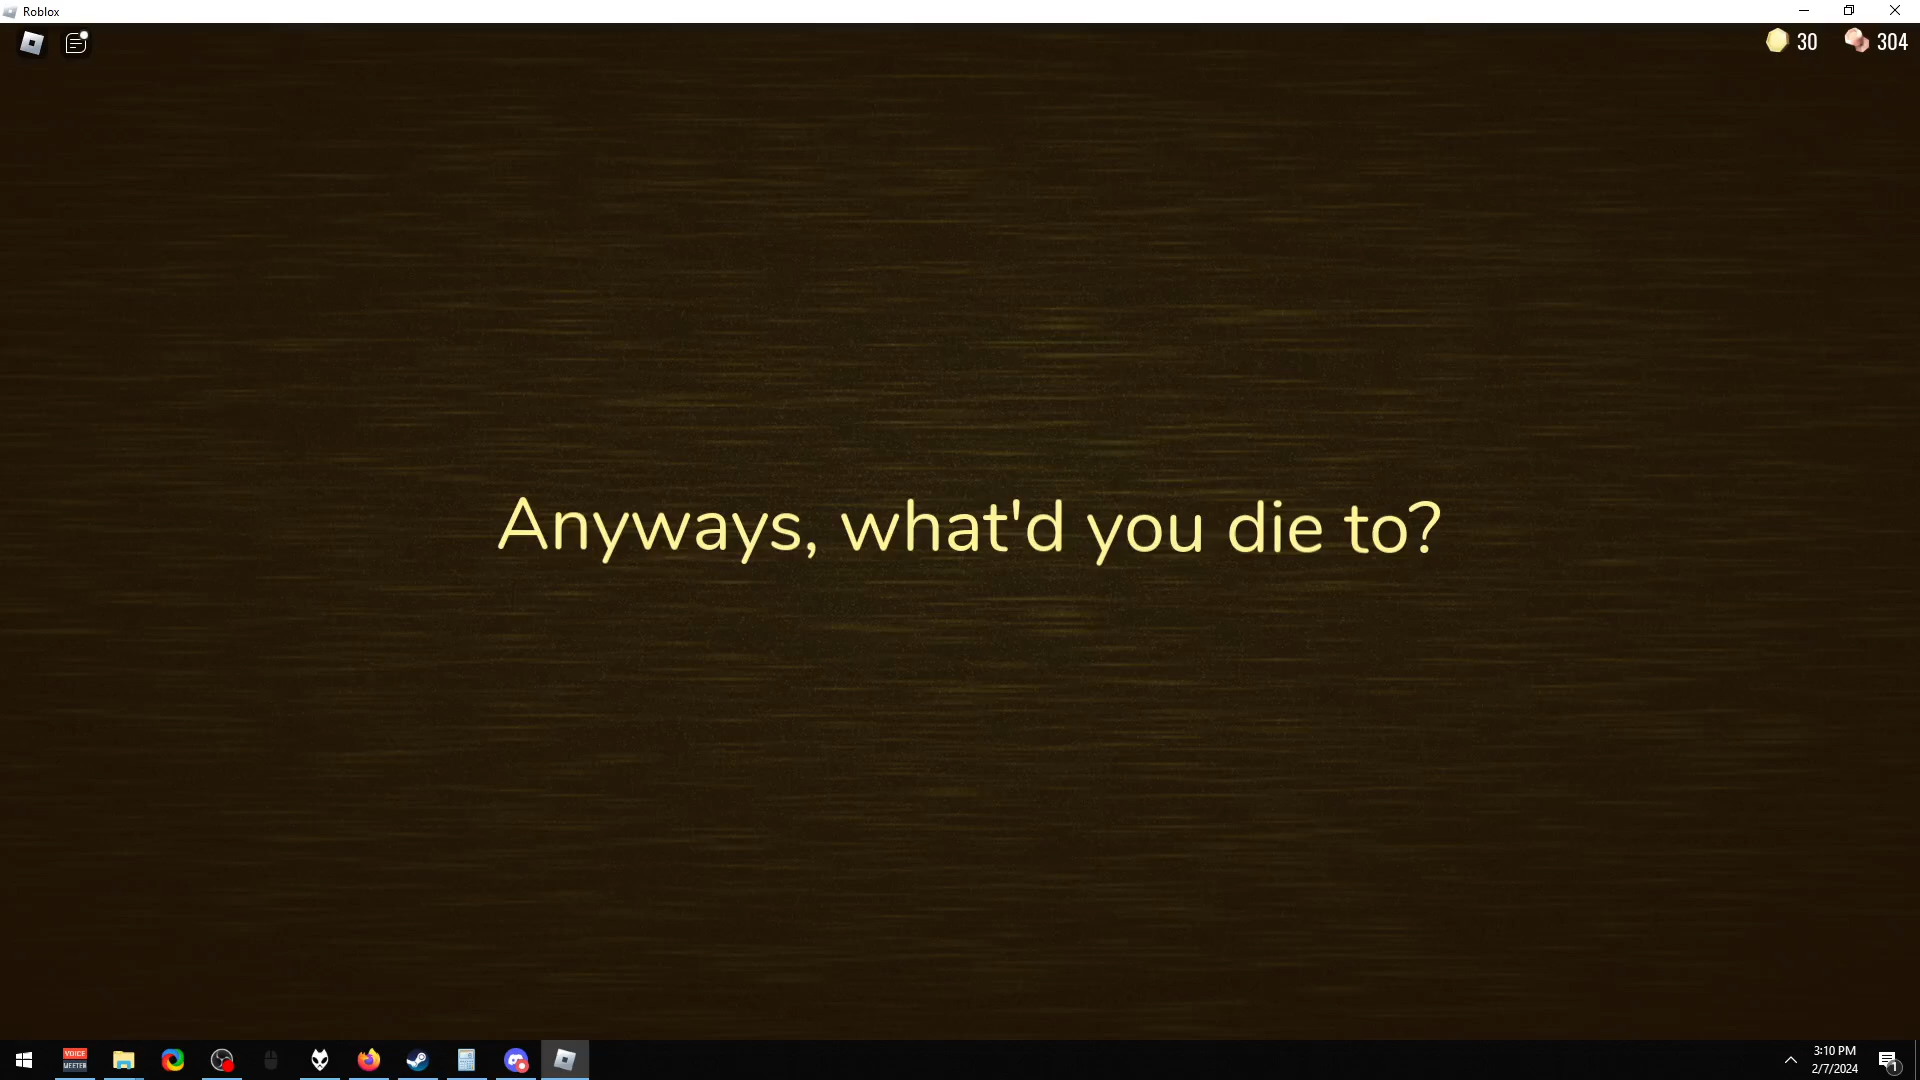 Roblox
30
304
Anyways, what'd you die to?
VOICE
MEETER
3:10 PM
2/7/2024
1